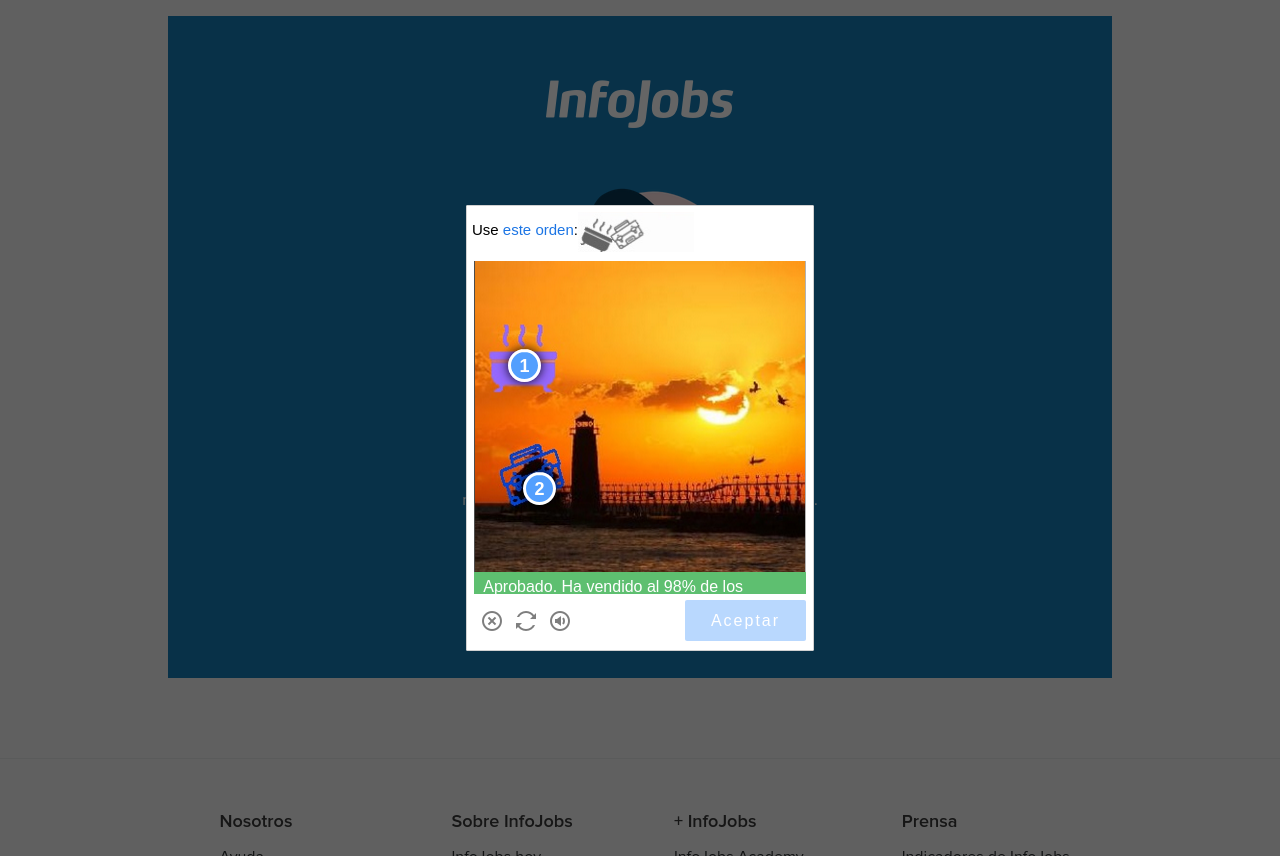 InfoJobs
Use este orden:
1
2
Aprobado. Ha vendido al 98% de los
Aceptar
Nosotros
Sobre InfoJobs
+ InfoJobs
Prensa
Ayuda
InfoJobs hoy
InfoJobs Academy
Indicadores de InfoJobs